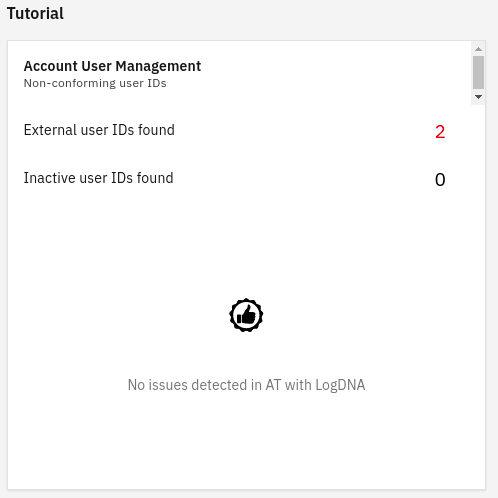 Tutorial
Account User Management
Non-conforming user IDs
External user IDs found 2
Inactive user IDs found 0
No issues detected in AT with LogDNA